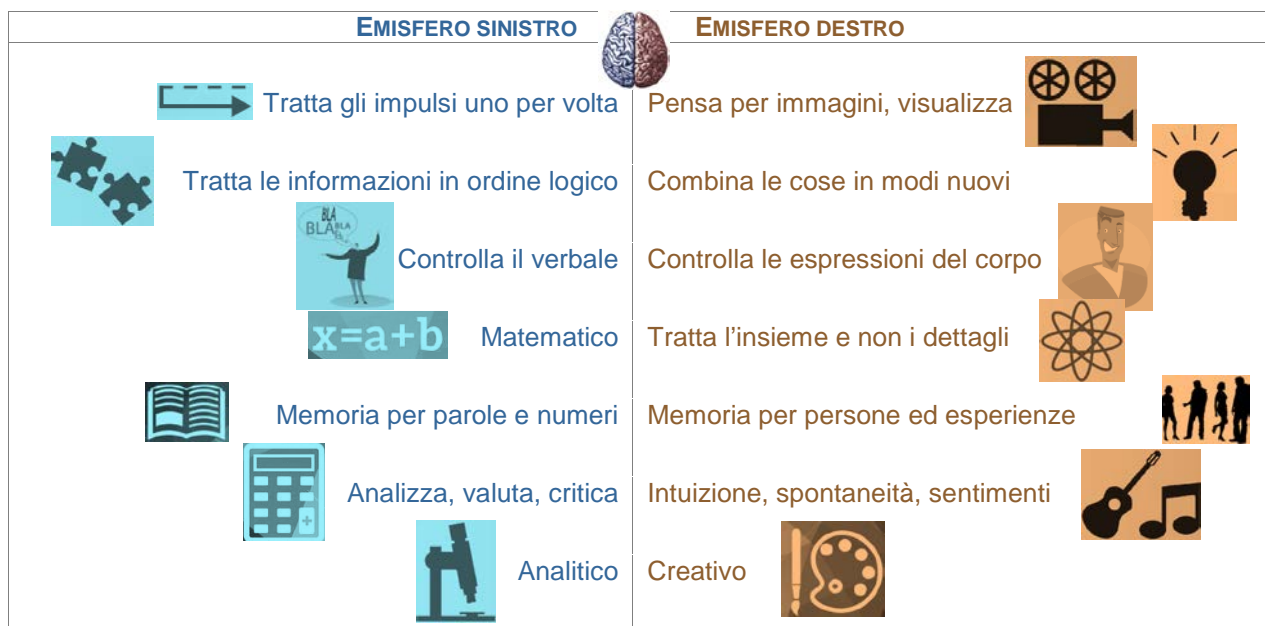 EMISFERO SINISTRO EMISFERO DESTRO
Tratta gli impulsi uno per volta Pensa per immagini, visualizza
Tratta le informazioni in ordine logico Combina le cose in modi nuovi
BLA
BLA BLA
Controlla il verbale Controlla le espressioni del corpo
x=a+b Matematico Tratta l’insieme e non i dettagli
Memoria per parole e numeri Memoria per persone ed esperienze
Analizza, valuta, critica Intuizione, spontaneità, sentimenti
Analitico Creativo